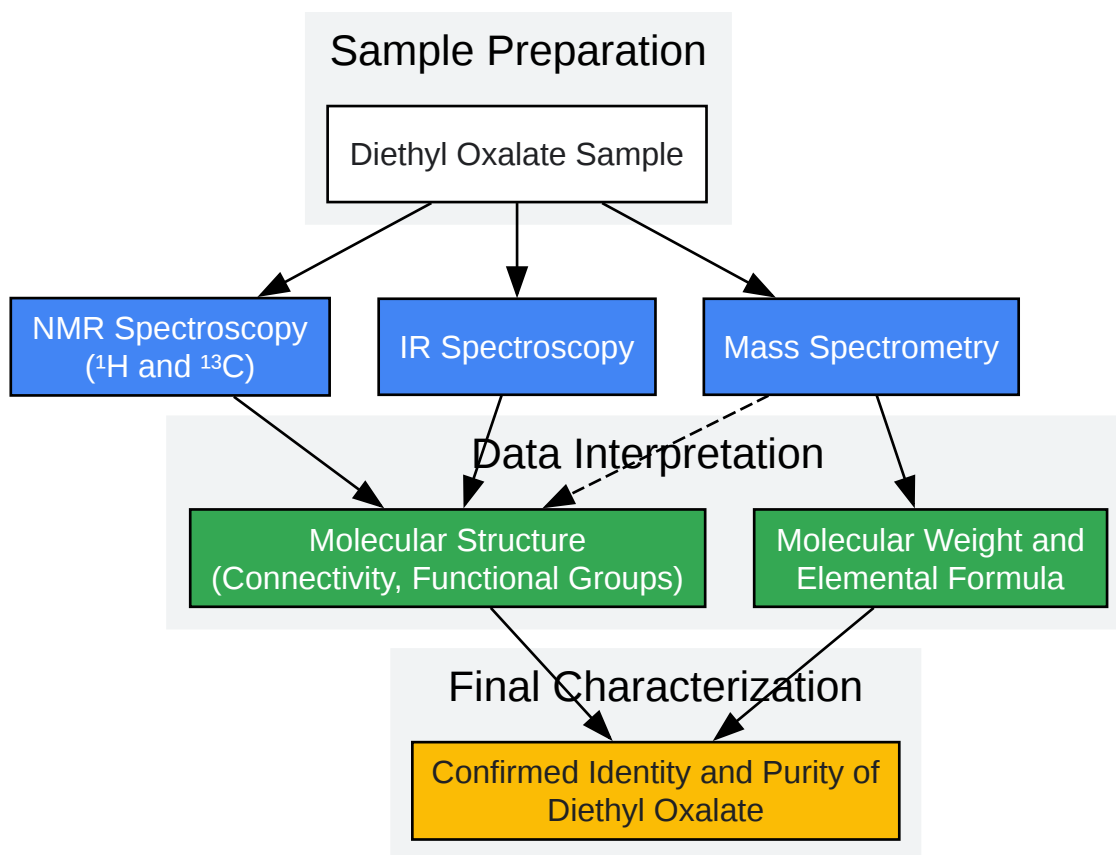 Sample Preparation
Diethyl Oxalate Sample
NMR Spectroscopy
(¹H and ¹³C)
IR Spectroscopy
Mass Spectrometry
Data Interpretation
Molecular Structure
(Connectivity, Functional Groups)
Molecular Weight and
Elemental Formula
Final Characterization
Confirmed Identity and Purity of
Diethyl Oxalate